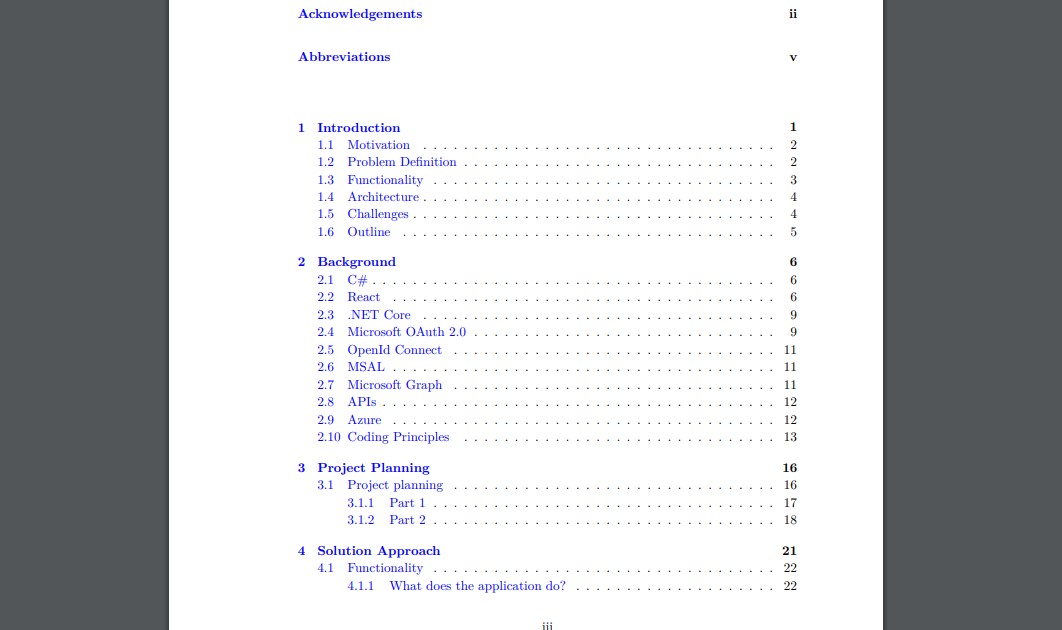 Acknowledgements ii
Abbreviations v
1 Introduction 1
1.1 Motivation . . . . . . . . . . . . . . . . . . . . . . . . . . . . . . . . . . . 2
1.2 Problem Definition . . . . . . . . . . . . . . . . . . . . . . . . . . . . . . . 2
1.3 Functionality . . . . . . . . . . . . . . . . . . . . . . . . . . . . . . . . . . 3
1.4 Architecture . . . . . . . . . . . . . . . . . . . . . . . . . . . . . . . . . . . 4
1.5 Challenges . . . . . . . . . . . . . . . . . . . . . . . . . . . . . . . . . . . . 4
1.6 Outline . . . . . . . . . . . . . . . . . . . . . . . . . . . . . . . . . . . . . 5
2 Background 6
2.1 C# . . . . . . . . . . . . . . . . . . . . . . . . . . . . . . . . . . . . . . . . 6
2.2 React . . . . . . . . . . . . . . . . . . . . . . . . . . . . . . . . . . . . . . 6
2.3 .NET Core . . . . . . . . . . . . . . . . . . . . . . . . . . . . . . . . . . . 9
2.4 Microsoft OAuth 2.0 . . . . . . . . . . . . . . . . . . . . . . . . . . . . . . 9
2.5 OpenId Connect . . . . . . . . . . . . . . . . . . . . . . . . . . . . . . . . 11
2.6 MSAL . . . . . . . . . . . . . . . . . . . . . . . . . . . . . . . . . . . . . . 11
2.7 Microsoft Graph . . . . . . . . . . . . . . . . . . . . . . . . . . . . . . . . 11
2.8 APIs . . . . . . . . . . . . . . . . . . . . . . . . . . . . . . . . . . . . . . . 12
2.9 Azure . . . . . . . . . . . . . . . . . . . . . . . . . . . . . . . . . . . . . . 12
2.10 Coding Principles . . . . . . . . . . . . . . . . . . . . . . . . . . . . . . . 13
3 Project Planning 16
3.1 Project planning . . . . . . . . . . . . . . . . . . . . . . . . . . . . . . . . 16
3.1.1 Part 1 . . . . . . . . . . . . . . . . . . . . . . . . . . . . . . . . . . 17
3.1.2 Part 2 . . . . . . . . . . . . . . . . . . . . . . . . . . . . . . . . . . 18
4 Solution Approach 21
4.1 Functionality . . . . . . . . . . . . . . . . . . . . . . . . . . . . . . . . . . 22
4.1.1 What does the application do? . . . . . . . . . . . . . . . . . . . . 22
iii